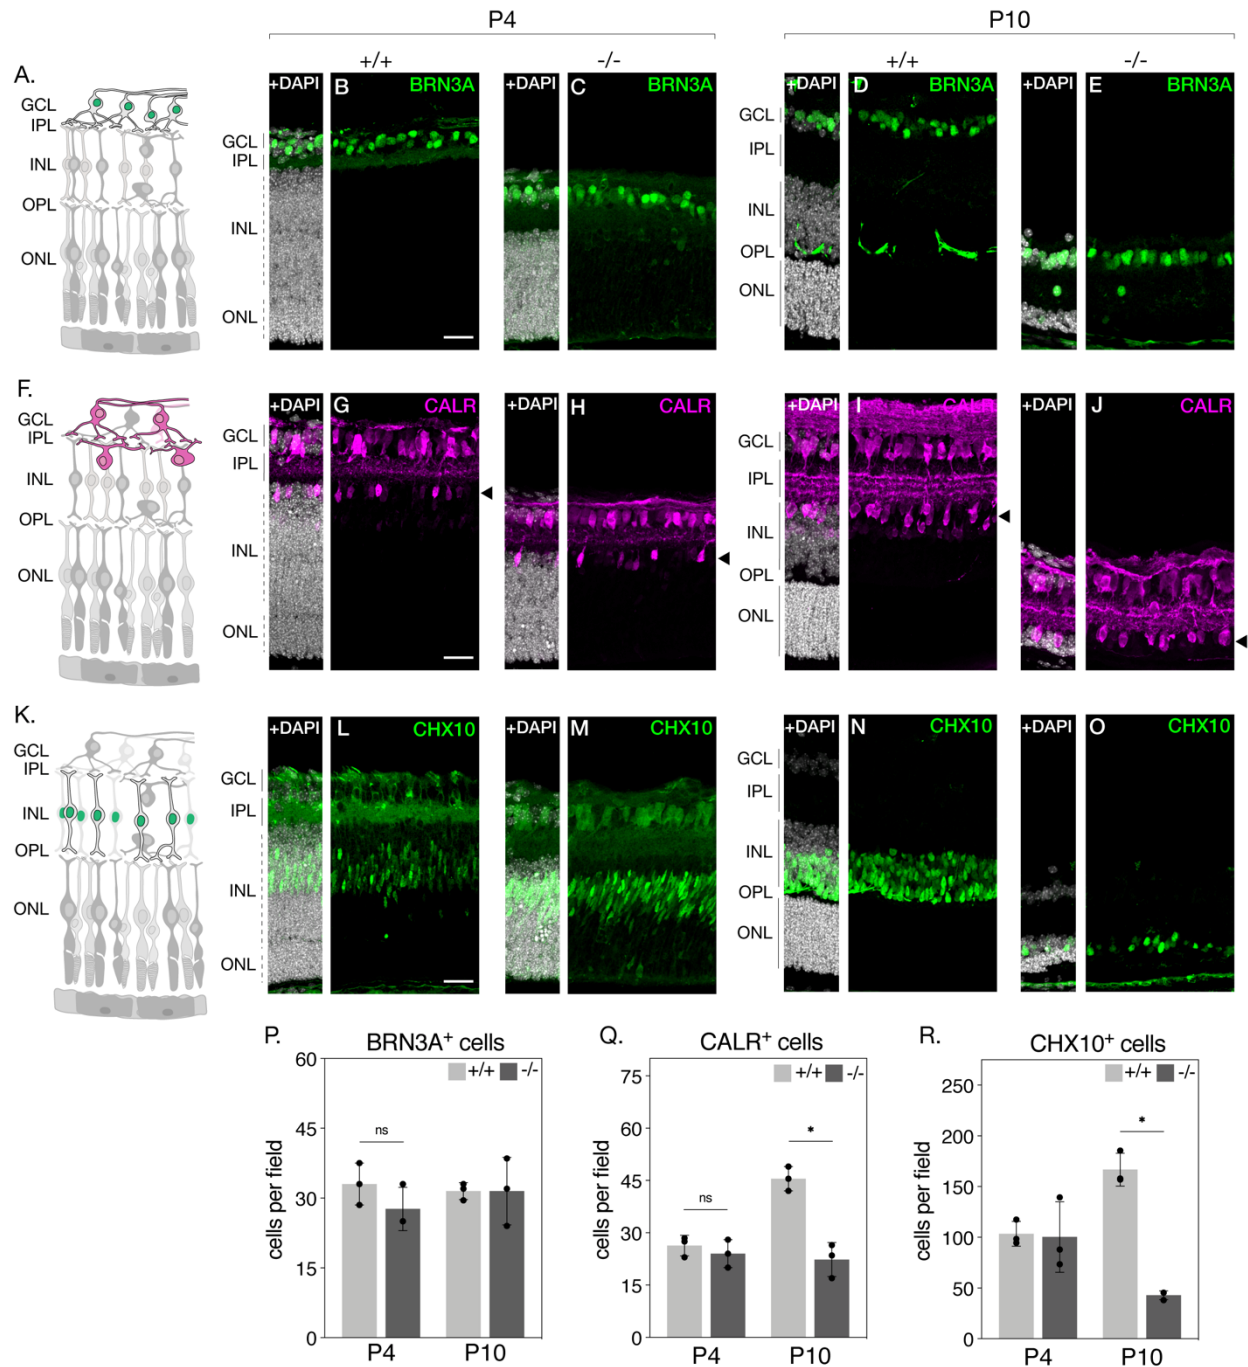 P4 P10
+/+ -/- +/+ -/-
A. +DAPI B BRN3A +DAPI C BRN3A +DAPI D BRN3A +DAPI E BRN3A
GCL
IPL
INL
OPL
ONL
GCL
IPL
INL
ONL
GCL
IPL
INL
OPL
ONL
F. +DAPI G CALR +DAPI H CALR +DAPI I CALR +DAPI J CALR
GCL
IPL
INL
OPL
ONL
GCL
IPL
INL
ONL
GCL
IPL
INL
OPL
ONL
K. +DAPI L CHX10 +DAPI M CHX10 +DAPI N CHX10 +DAPI O CHX10
GCL
IPL
INL
OPL
ONL
GCL
IPL
INL
ONL
GCL
IPL
INL
OPL
ONL
P. BRN3A⁺ cells
+/+ -/-
cells per field
60
45
30
15
0
ns
P4 P10
Q. CALR⁺ cells
+/+ -/-
cells per field
75
60
45
30
15
0
ns
*
P4 P10
R. CHX10⁺ cells
+/+ -/-
cells per field
250
200
150
100
50
0
*
P4 P10